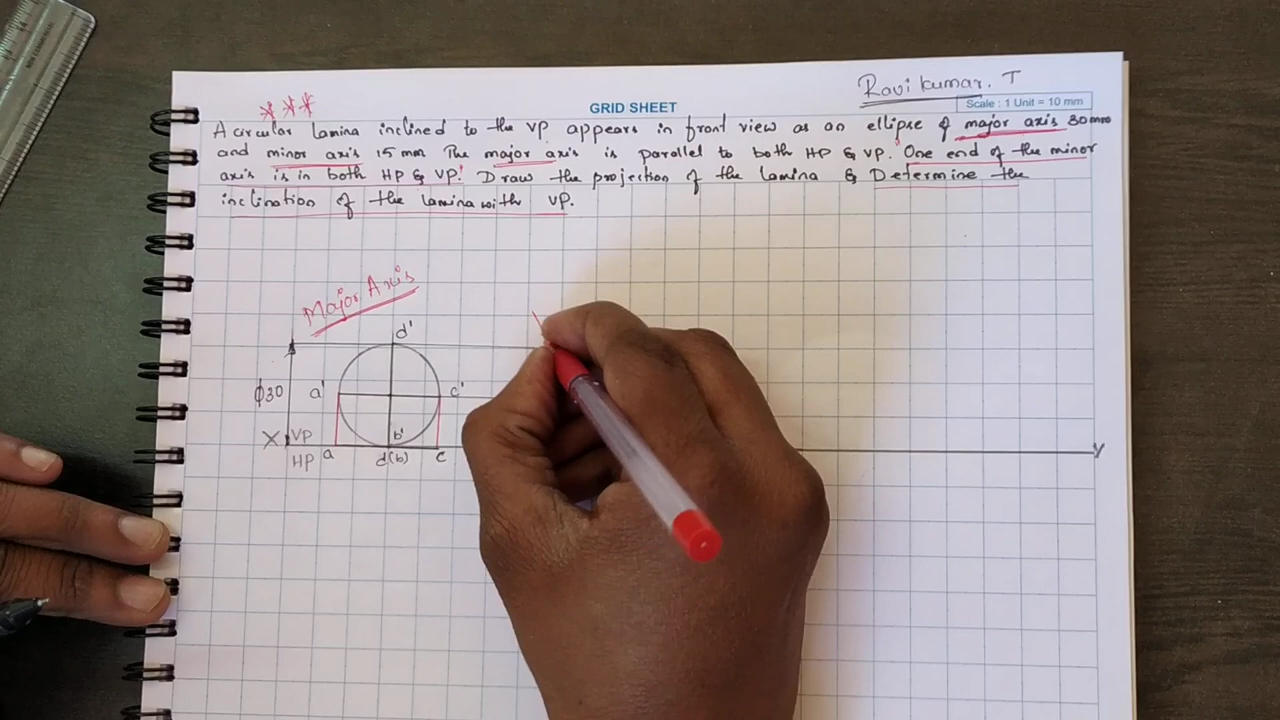 Ravi kumar. T
GRID SHEET
Scale : 1 Unit = 10 mm
A circular lamina inclined to the VP appears in front view as an ellipse of major axis 30mm
and minor axis 15 mm The major axis is parallel to both HP & VP. One end of the minor
axis is in both HP & VP. Draw the projection of the lamina & Determine the
inclination of the lamina with VP.
Major Axis
d'
φ30 a' c'
X VP b' Y
HP a d(b) c